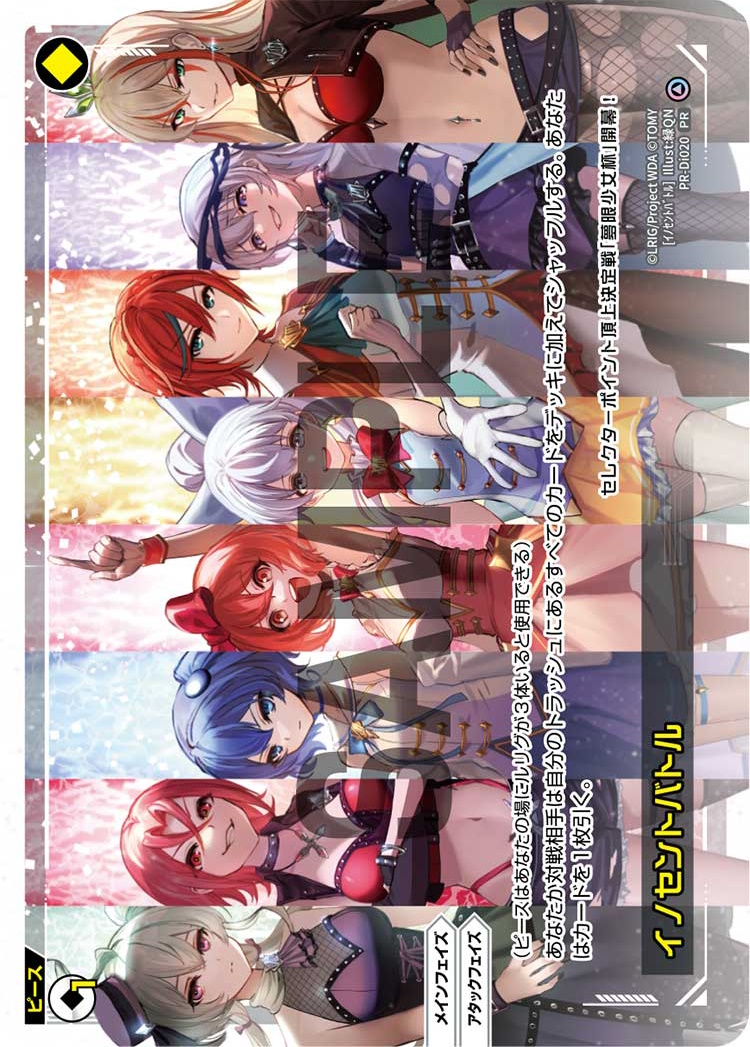 ピース
1
メインフェイズ
アタックフェイズ
SAMPLE
(ピースはあなたの場にルリグが3体いると使用できる)
あなたか対戦相手は自分のトラッシュにあるすべてのカードをデッキに加えてシャッフルする。あなた
はカードを1枚引く。
セレクターポイント頂上決定戦「夢限少女杯」開幕!
イノセントバトル
©LRIG/Project WDA ©TOMY
[イノセントバトル] Illust:緑QN
PR-Di020 PR